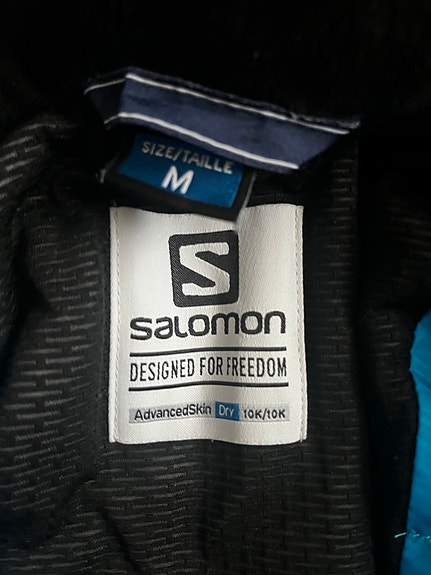 SIZE/TAILLE
M
S
SALOMON
DESIGNED FOR FREEDOM
AdvancedSkin Dry 10K/10K